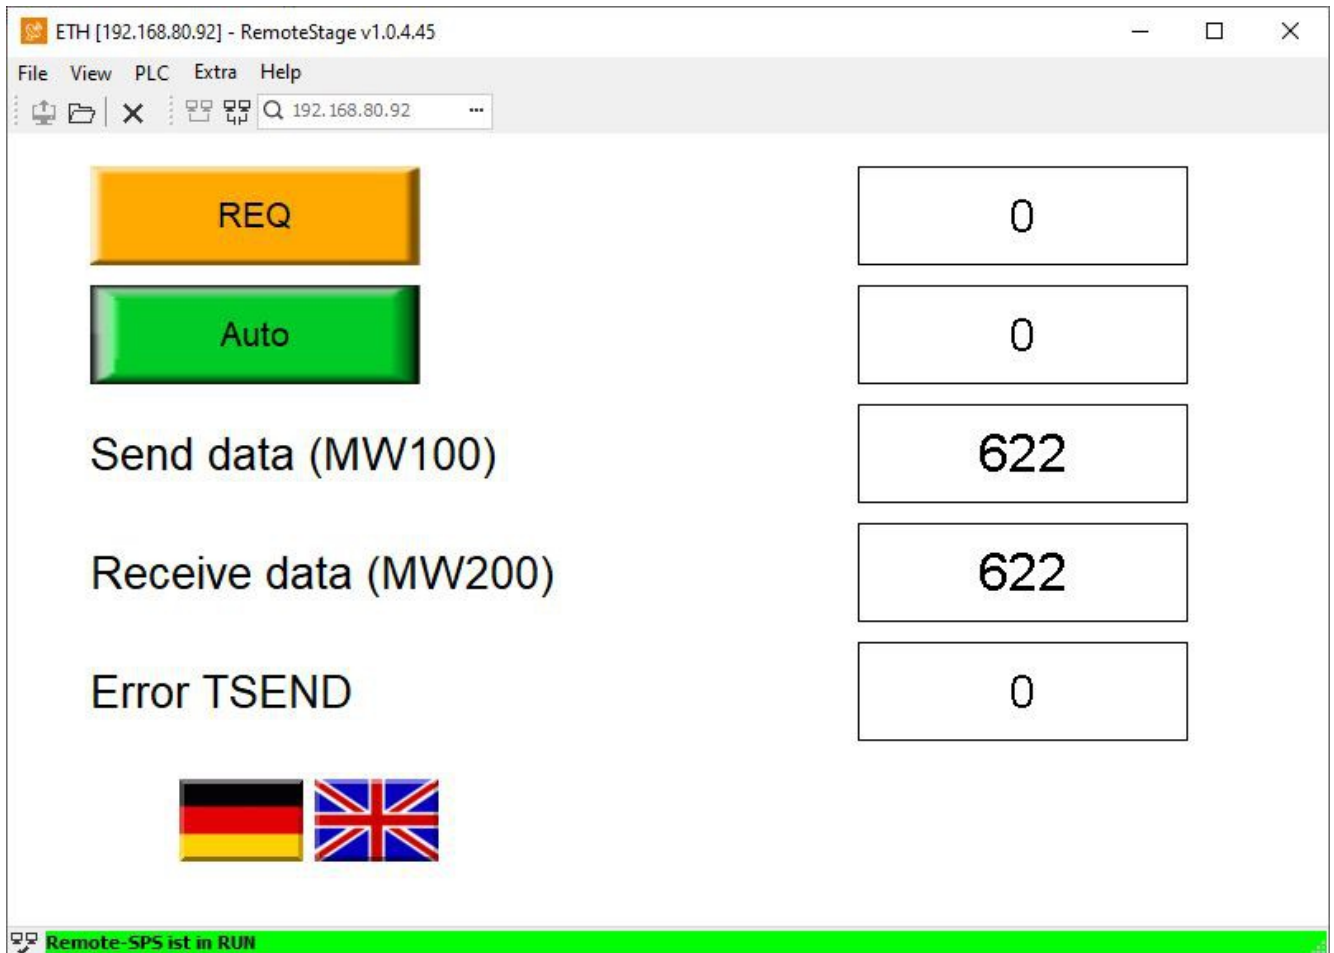 ETH [192.168.80.92] - RemoteStage v1.0.4.45
File View PLC Extra Help
192.168.80.92 ...
REQ 0
Auto 0
Send data (MW100) 622
Receive data (MW200) 622
Error TSEND 0
Remote-SPS ist in RUN